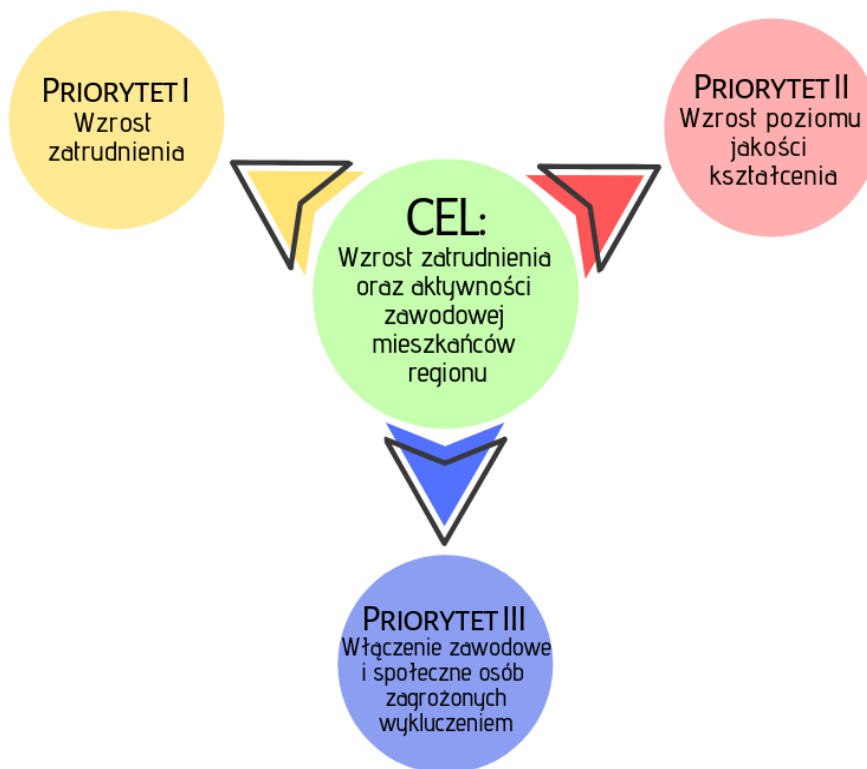 PRIORYTET I
Wzrost
zatrudnienia
PRIORYTET II
Wzrost poziomu
jakości
kształcenia
CEL:
Wzrost zatrudnienia
oraz aktywności
zawodowej
mieszkańców
regionu
PRIORYTET III
Włączenie zawodowe
i społeczne osób
zagrożonych
wykluczeniem